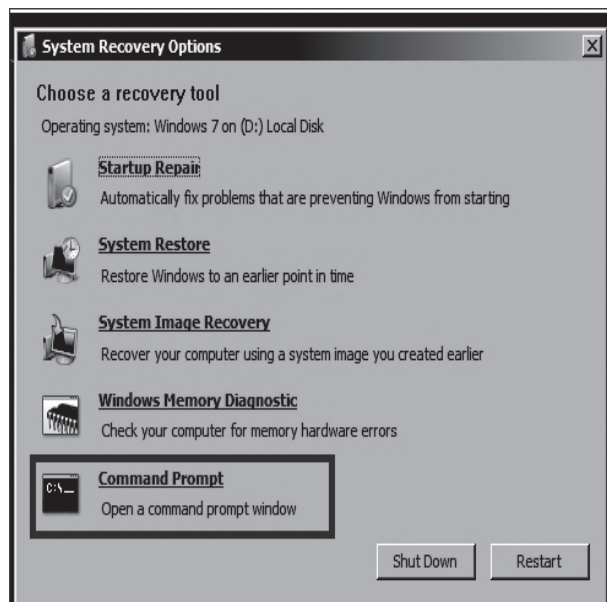 System Recovery Options
X
Choose a recovery tool
Operating system: Windows 7 on (D:) Local Disk
Startup Repair
Automatically fix problems that are preventing Windows from starting
System Restore
Restore Windows to an earlier point in time
System Image Recovery
Recover your computer using a system image you created earlier
Windows Memory Diagnostic
Check your computer for memory hardware errors
C:\_
Command Prompt
Open a command prompt window
Shut Down
Restart